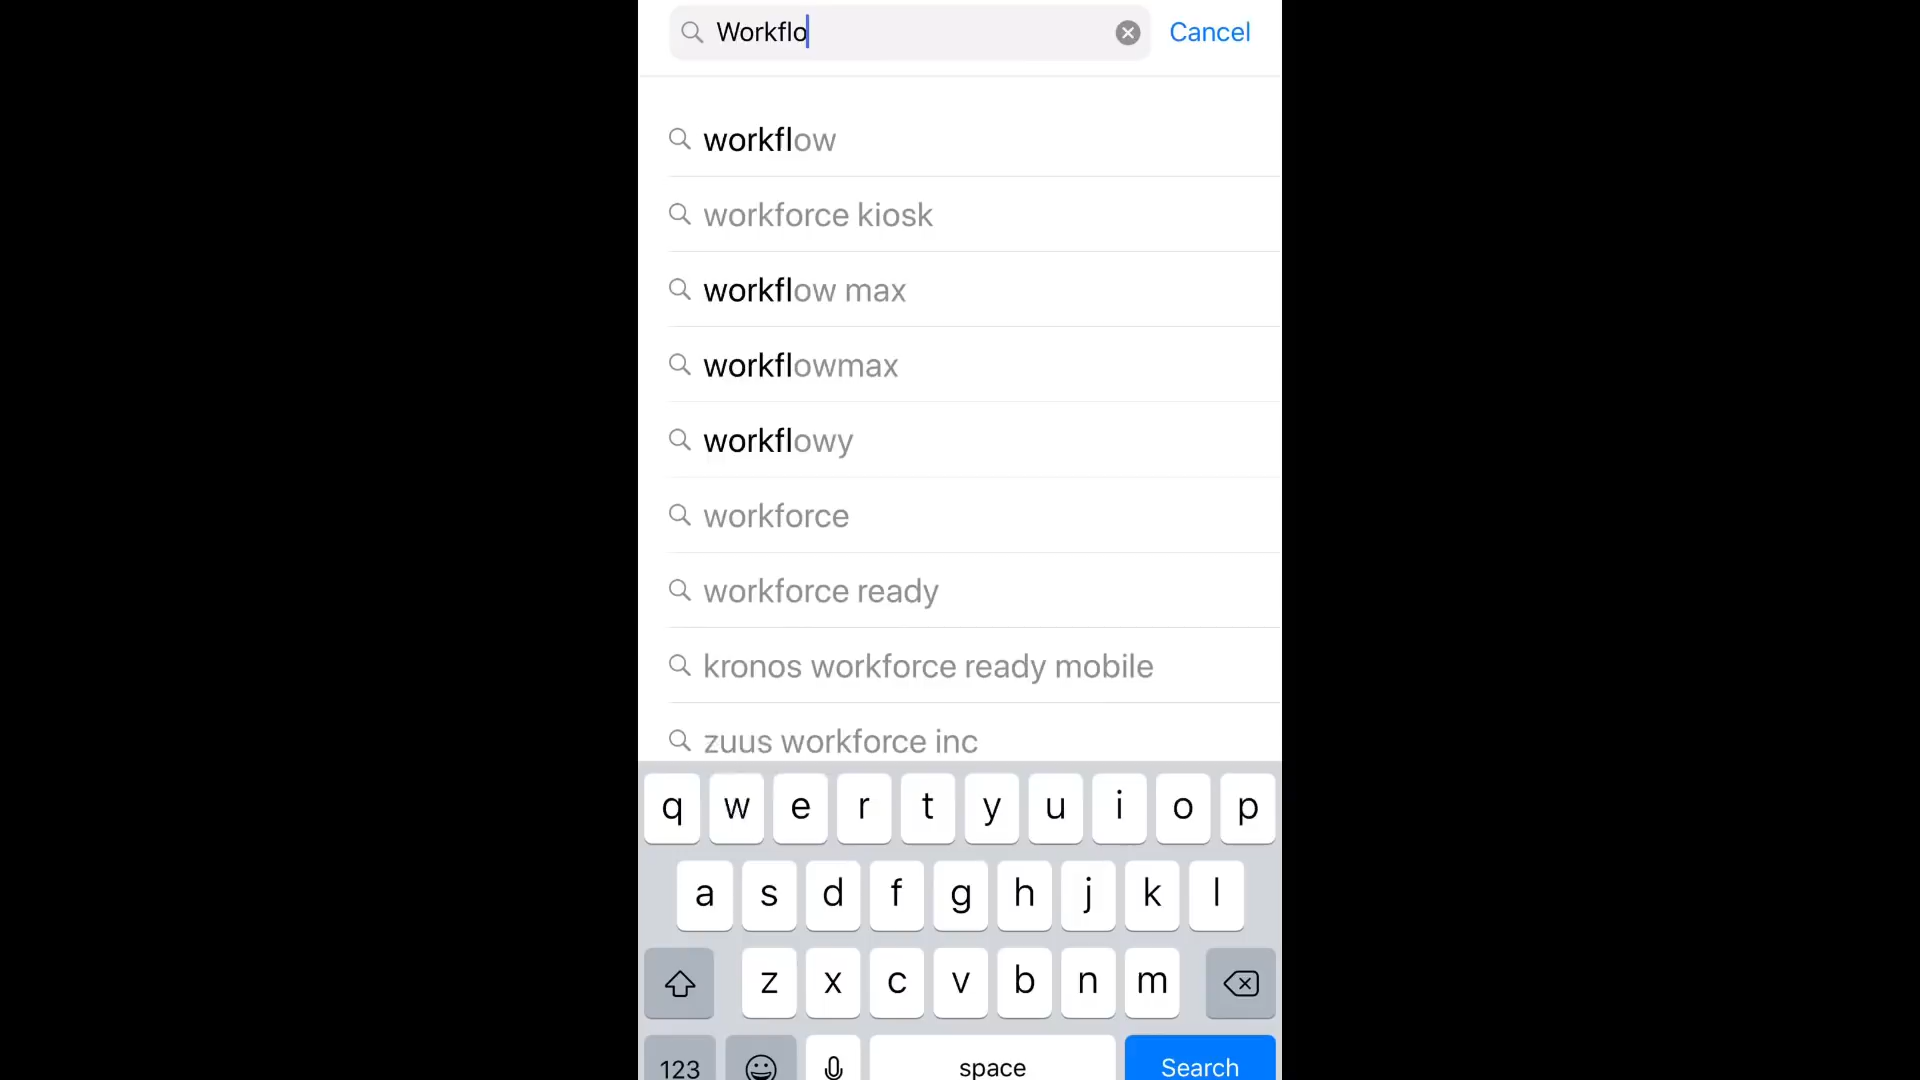 Workflo
Cancel
workflow
workforce kiosk
workflow max
workflowmax
workflowy
workforce
workforce ready
kronos workforce ready mobile
zuus workforce inc
q w e r t y u i o p
a s d f g h j k l
z x c v b n m
123 space Search